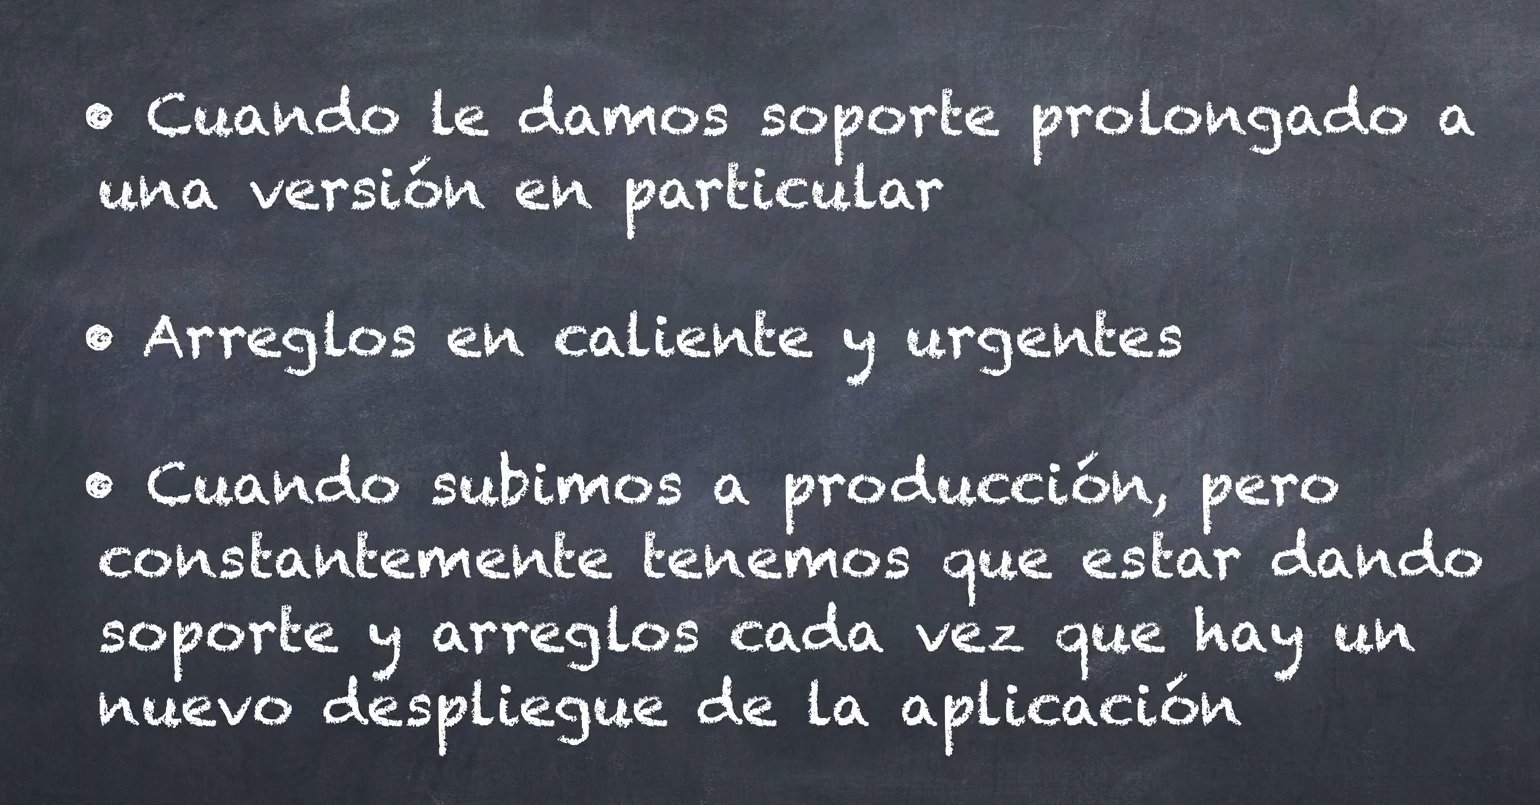 • Cuando le damos soporte prolongado a
una versión en particular
• Arreglos en caliente y urgentes
• Cuando subimos a producción, pero
constantemente tenemos que estar dando
soporte y arreglos cada vez que hay un
nuevo despliegue de la aplicación